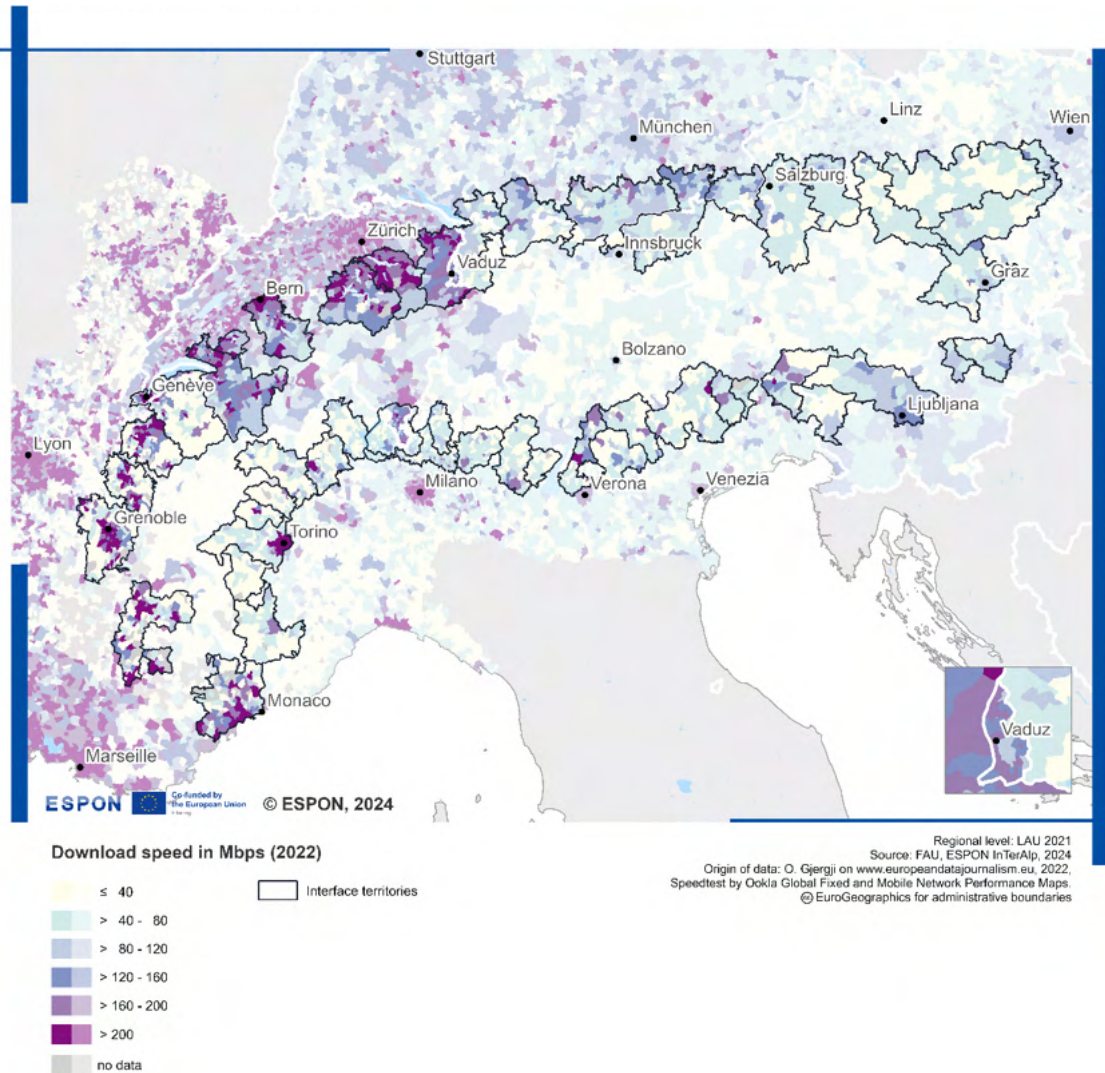 Stuttgart
Linz
Wien
München
Salzburg
Zürich
Innsbruck
Vaduz
Graz
Bern
Bolzano
Genève
Ljubljana
Lyon
Milano
Verona
Venezia
Grenoble
Torino
Monaco
Vaduz
Marseille
ESPON
Co-funded by
the European Union
© ESPON, 2024
Regional level: LAU 2021
Source: FAU, ESPON InTerAlp, 2024
Origin of data: O. Gjergji on www.europeandatajournalism.eu, 2022,
Speedtest by Ookla Global Fixed and Mobile Network Performance Maps.
EuroGeographics for administrative boundaries
Download speed in Mbps (2022)
≤ 40
Interface territories
> 40 - 80
> 80 - 120
> 120 - 160
> 160 - 200
> 200
no data